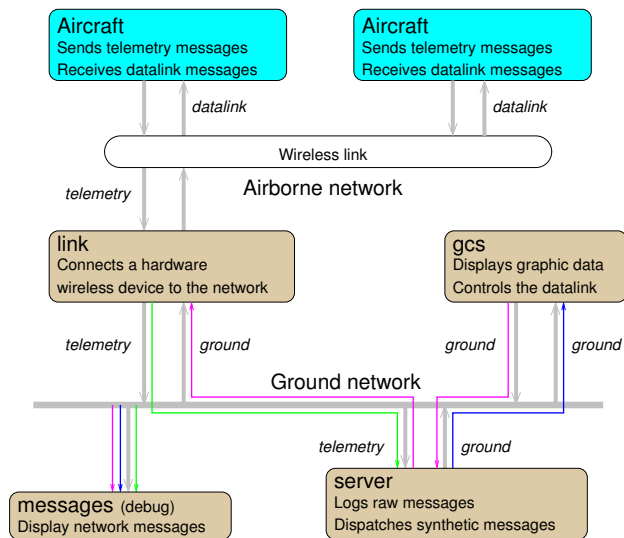 Aircraft
Sends telemetry messages
Receives datalink messages
Aircraft
Sends telemetry messages
Receives datalink messages
datalink
datalink
Wireless link
telemetry
Airborne network
link
Connects a hardware
wireless device to the network
gcs
Displays graphic data
Controls the datalink
telemetry
ground
ground
ground
Ground network
telemetry
ground
messages (debug)
Display network messages
server
Logs raw messages
Dispatches synthetic messages